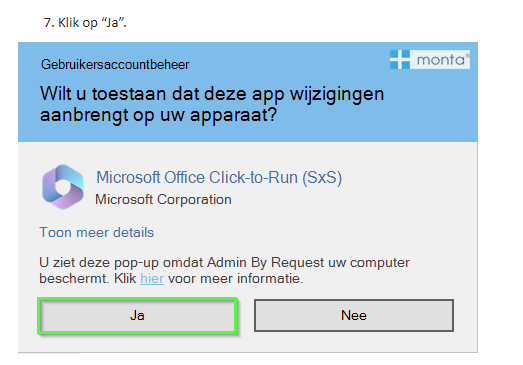 7. Klik op “Ja”.
Gebruikersaccountbeheer
monta®
Wilt u toestaan dat deze app wijzigingen
aanbrengt op uw apparaat?
Microsoft Office Click-to-Run (SxS)
Microsoft Corporation
Toon meer details
U ziet deze pop-up omdat Admin By Request uw computer
beschermt. Klik hier voor meer informatie.
Ja
Nee